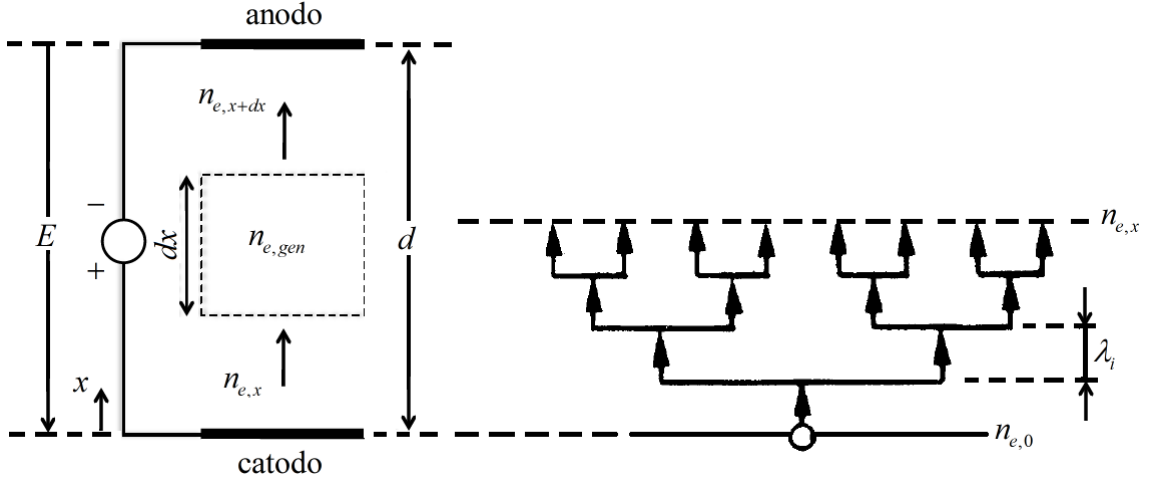 anodo
n_{e,x+dx}
E
−
+
dx
n_{e,gen}
d
x
n_{e,x}
catodo
n_{e,x}
λ_i
n_{e,0}